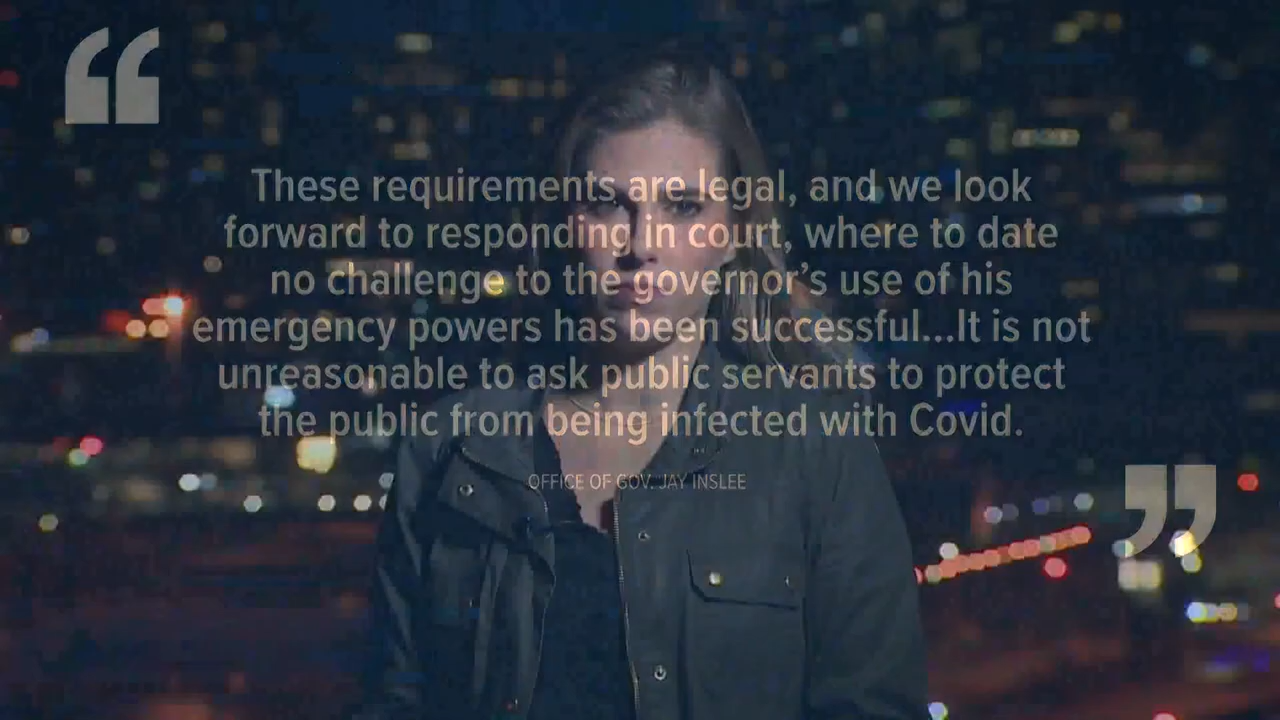 “
These requirements are legal, and we look
forward to responding in court, where to date
no challenge to the governor’s use of his
emergency powers has been successful...It is not
unreasonable to ask public servants to protect
the public from being infected with Covid.
OFFICE OF GOV. JAY INSLEE
”